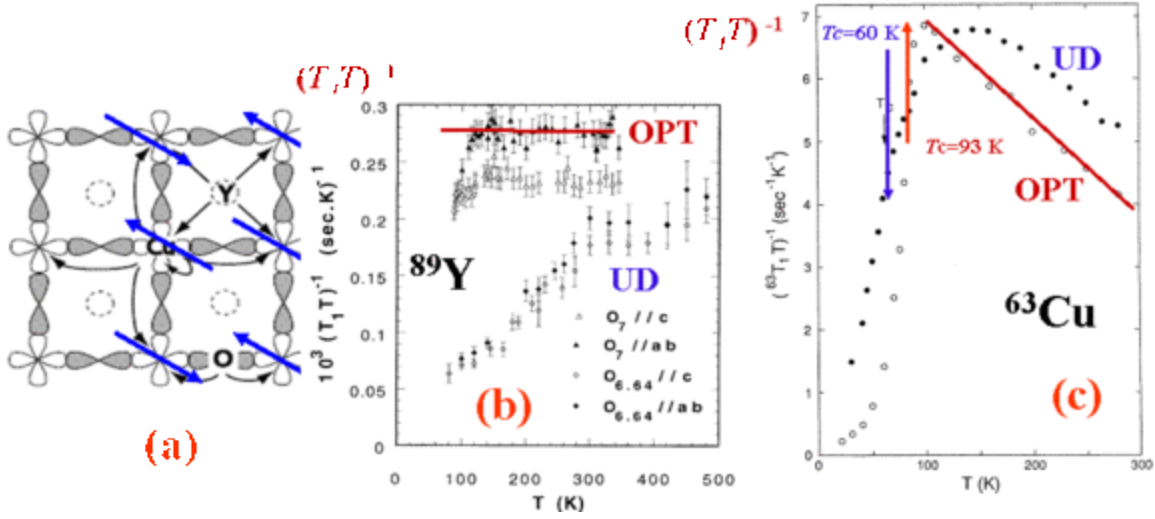 Y
Cu
O
(a)
(T₁T)⁻¹
10³ (T₁T)⁻¹ (sec.K)⁻¹
0.3
0.25
0.2
0.15
0.1
0.05
0
OPT
⁸⁹Y
UD
O₇ // c
O₇ // ab
O₆.₆₄ // c
O₆.₆₄ // ab
(b)
0 100 200 300 400 500
T (K)
(T₁T)⁻¹
(⁶³T₁T)⁻¹ (sec⁻¹K⁻¹)
7
6
5
4
3
2
1
0
Tc=60 K
UD
T
Tc=93 K
OPT
⁶³Cu
(c)
0 100 200 300
T (K)